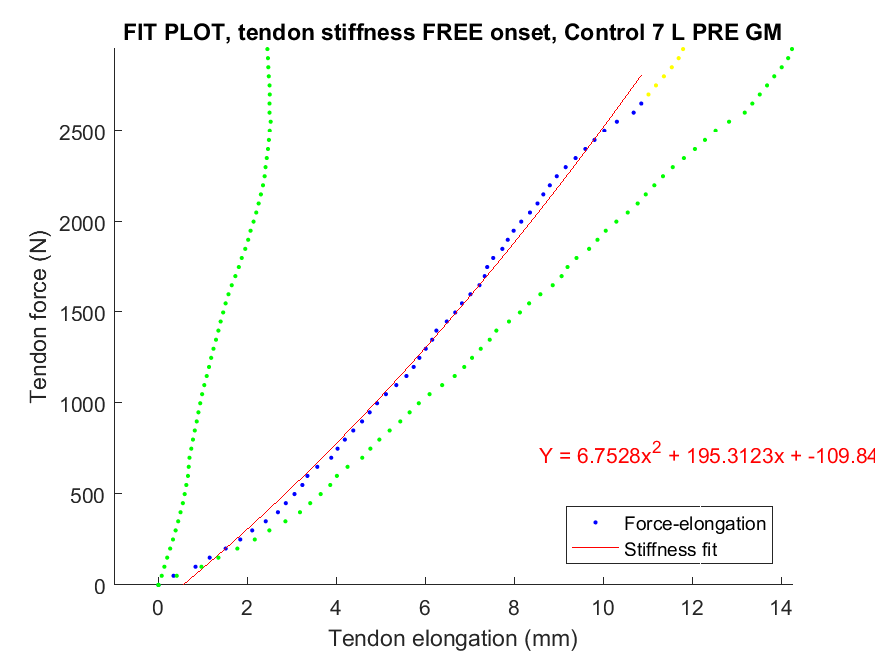 FIT PLOT, tendon stiffness FREE onset, Control 7 L PRE GM
Tendon force (N)
2500
2000
1500
1000
500
0
Y = 6.7528x² + 195.3123x + -109.84
Force-elongation
Stiffness fit
0 2 4 6 8 10 12 14
Tendon elongation (mm)